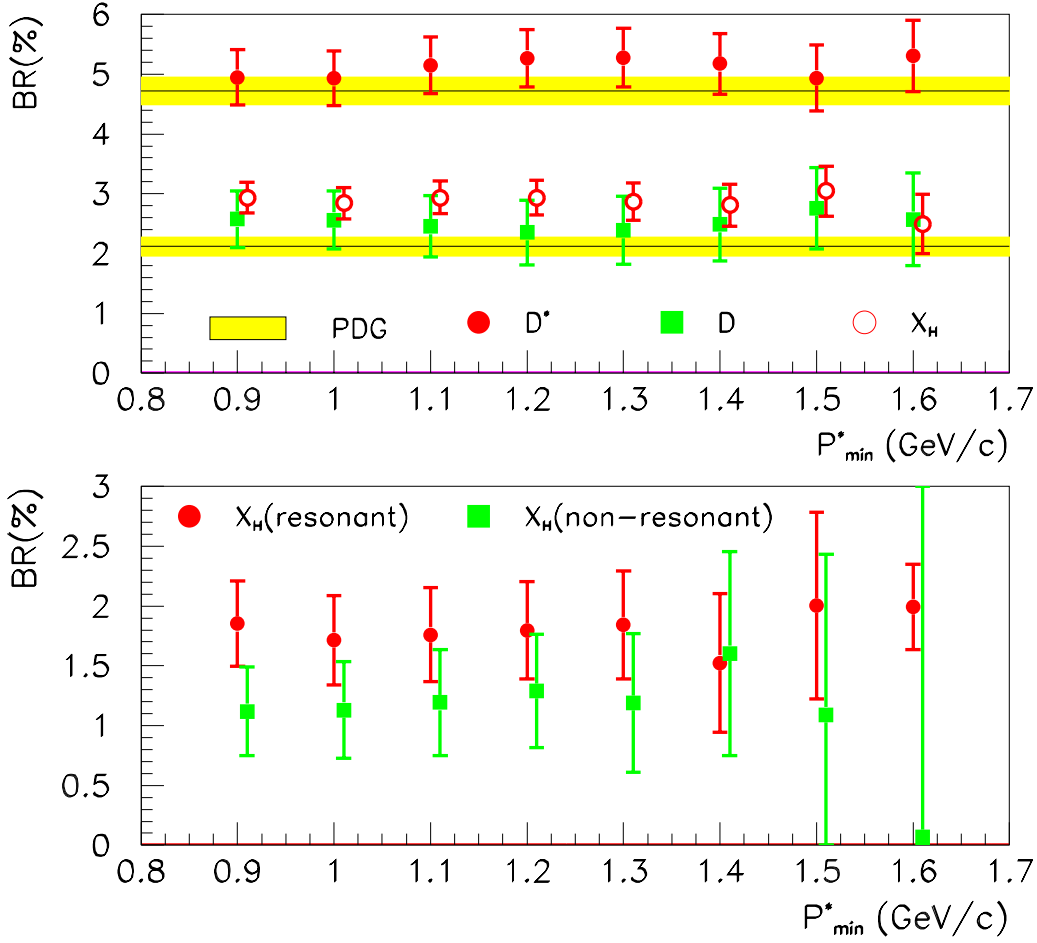 BR(%)
6
5
4
3
2
1
0
PDG D* D X_H
0.8 0.9 1 1.1 1.2 1.3 1.4 1.5 1.6 1.7
P*_min (GeV/c)
BR(%)
3
X_H(resonant) X_H(non-resonant)
2.5
2
1.5
1
0.5
0
0.8 0.9 1 1.1 1.2 1.3 1.4 1.5 1.6 1.7
P*_min (GeV/c)